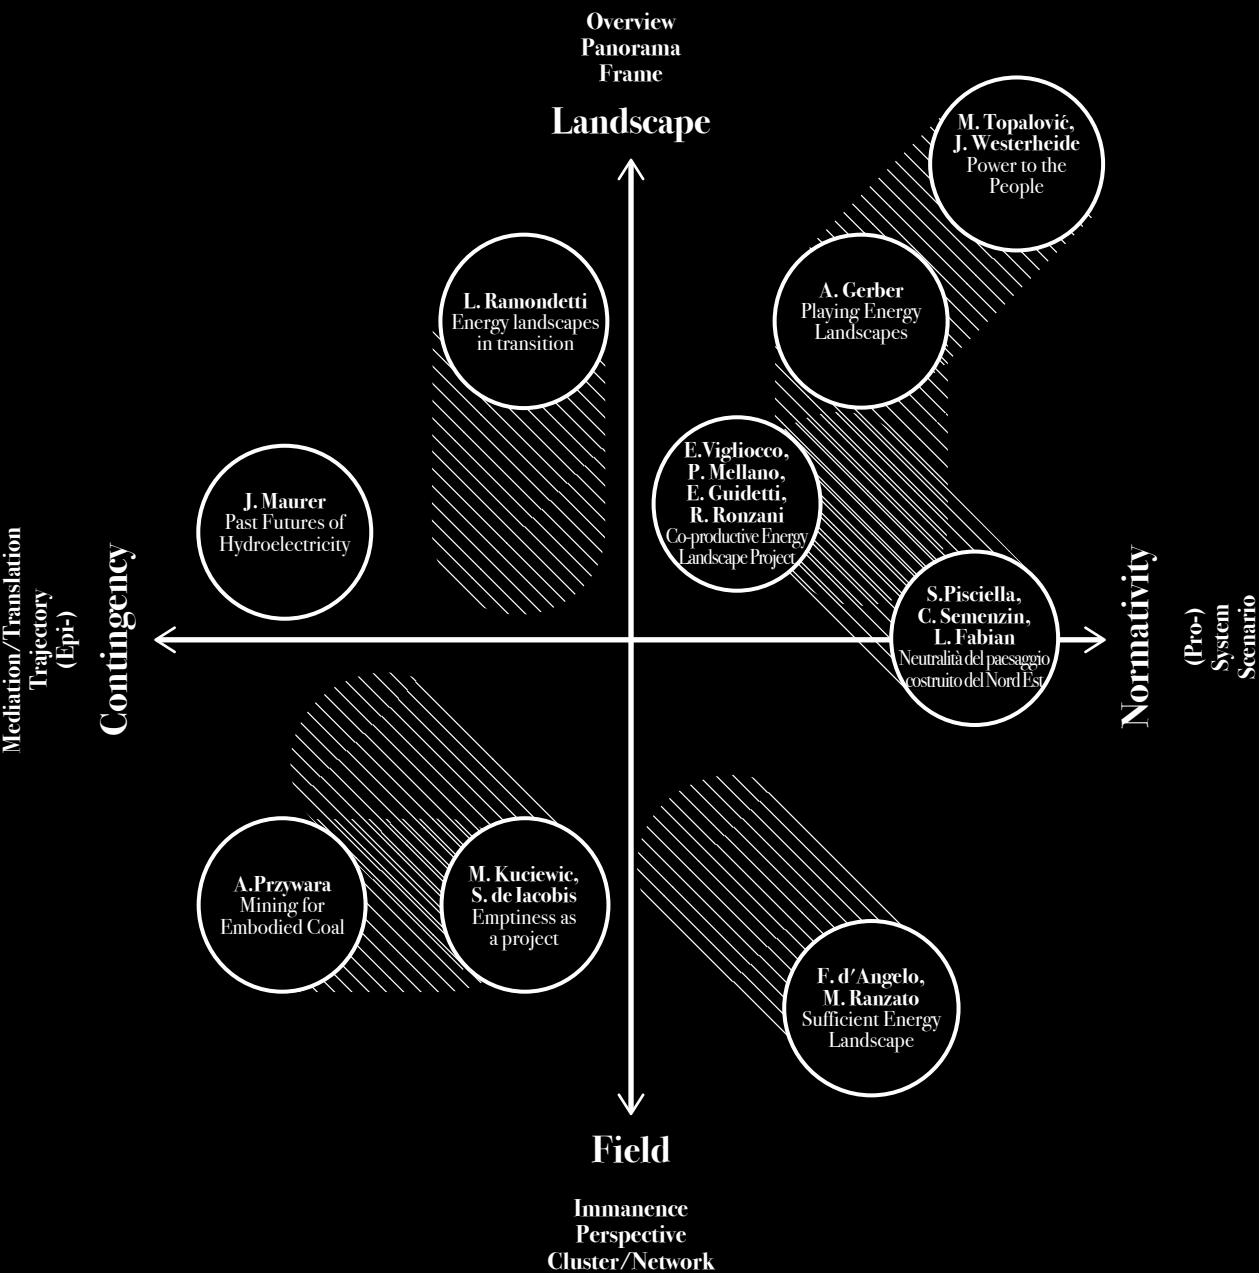 Overview
Panorama
Frame
Landscape
M. Topalović,
J. Westerheide
Power to the
People
L. Ramondetti
Energy landscapes
in transition
A. Gerber
Playing Energy
Landscapes
J. Maurer
Past Futures of
Hydroelectricity
E.Vigliocco,
P. Mellano,
E. Guidetti,
R. Ronzani
Co-productive Energy
Landscape Project
Mediation/Translation
Trajectory
(Epi-)
Contingency
S.Pisciella,
C. Semenzin,
L. Fabian
Neutralità del paesaggio
costruito del Nord Est
Normativity
(Pro-)
System
Scenario
A.Przywara
Mining for
Embodied Coal
M. Kuciewic,
S. de Iacobis
Emptiness as
a project
F. d'Angelo,
M. Ranzato
Sufficient Energy
Landscape
Field
Immanence
Perspective
Cluster/Network